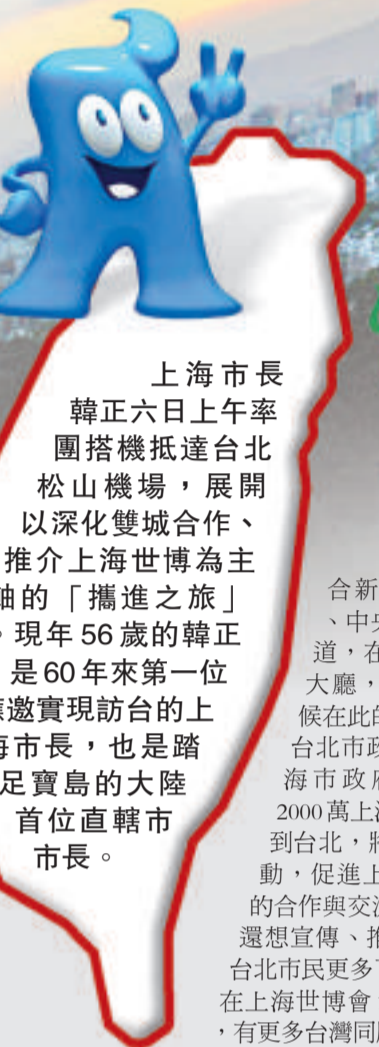 上海市長
韓正六日上午率
團搭機抵達台北
松山機場，展開
以深化雙城合作、
推介上海世博為主
軸的「攜進之旅」
。現年56歲的韓正
是60年來第一位
應邀實現訪台的上
海市長，也是踏
足寶島的大陸
首位直轄市
市長。
合新
、中央
道，在
大廳，
候在此的
台北市政
海市政府
2000萬上海
到台北，將
動，促進上
的合作與交流
還想宣傳、推
台北市民更多
在上海世博會
，有更多台灣同